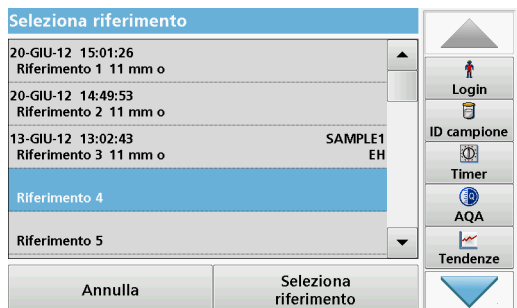 Seleziona riferimento
20-GIU-12 15:01:26
Riferimento 1 11 mm o
20-GIU-12 14:49:53
Riferimento 2 11 mm o
13-GIU-12 13:02:43 SAMPLE1
Riferimento 3 11 mm o EH
Riferimento 4
Riferimento 5
Annulla
Seleziona
riferimento
Login
ID campione
Timer
AQA
Tendenze